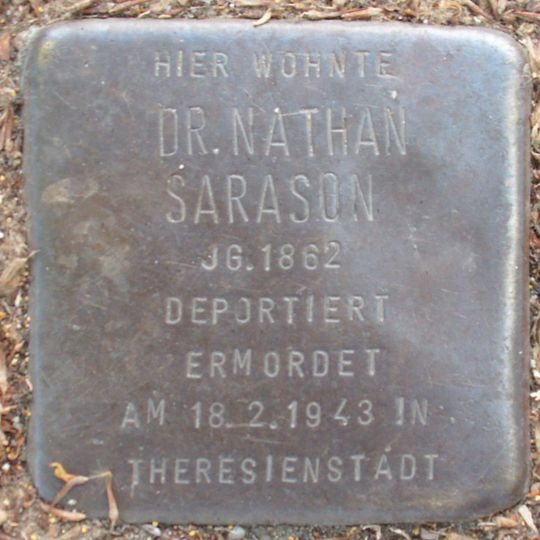 HIER WOHNTE
DR. NATHAN
SARASON
JG. 1862
DEPORTIERT
ERMORDET
AM 18.2.1943 IN
THERESIENSTADT